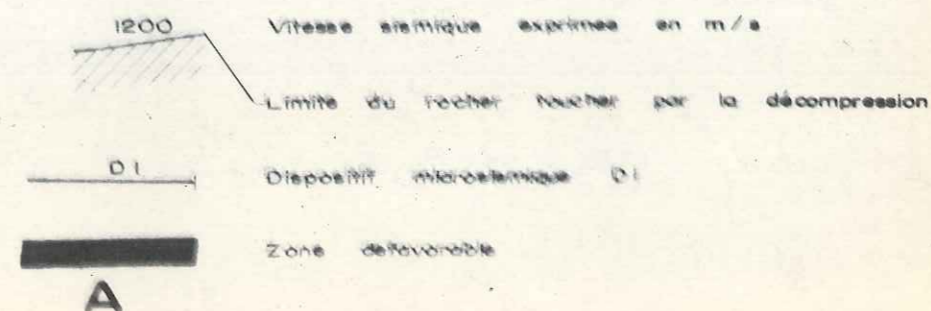 1200 Vitesse sismique exprimee en m/s
Limite du rocher toucher par la décompression
D1 Dispositif microsismique D1
Zone defavorable
A